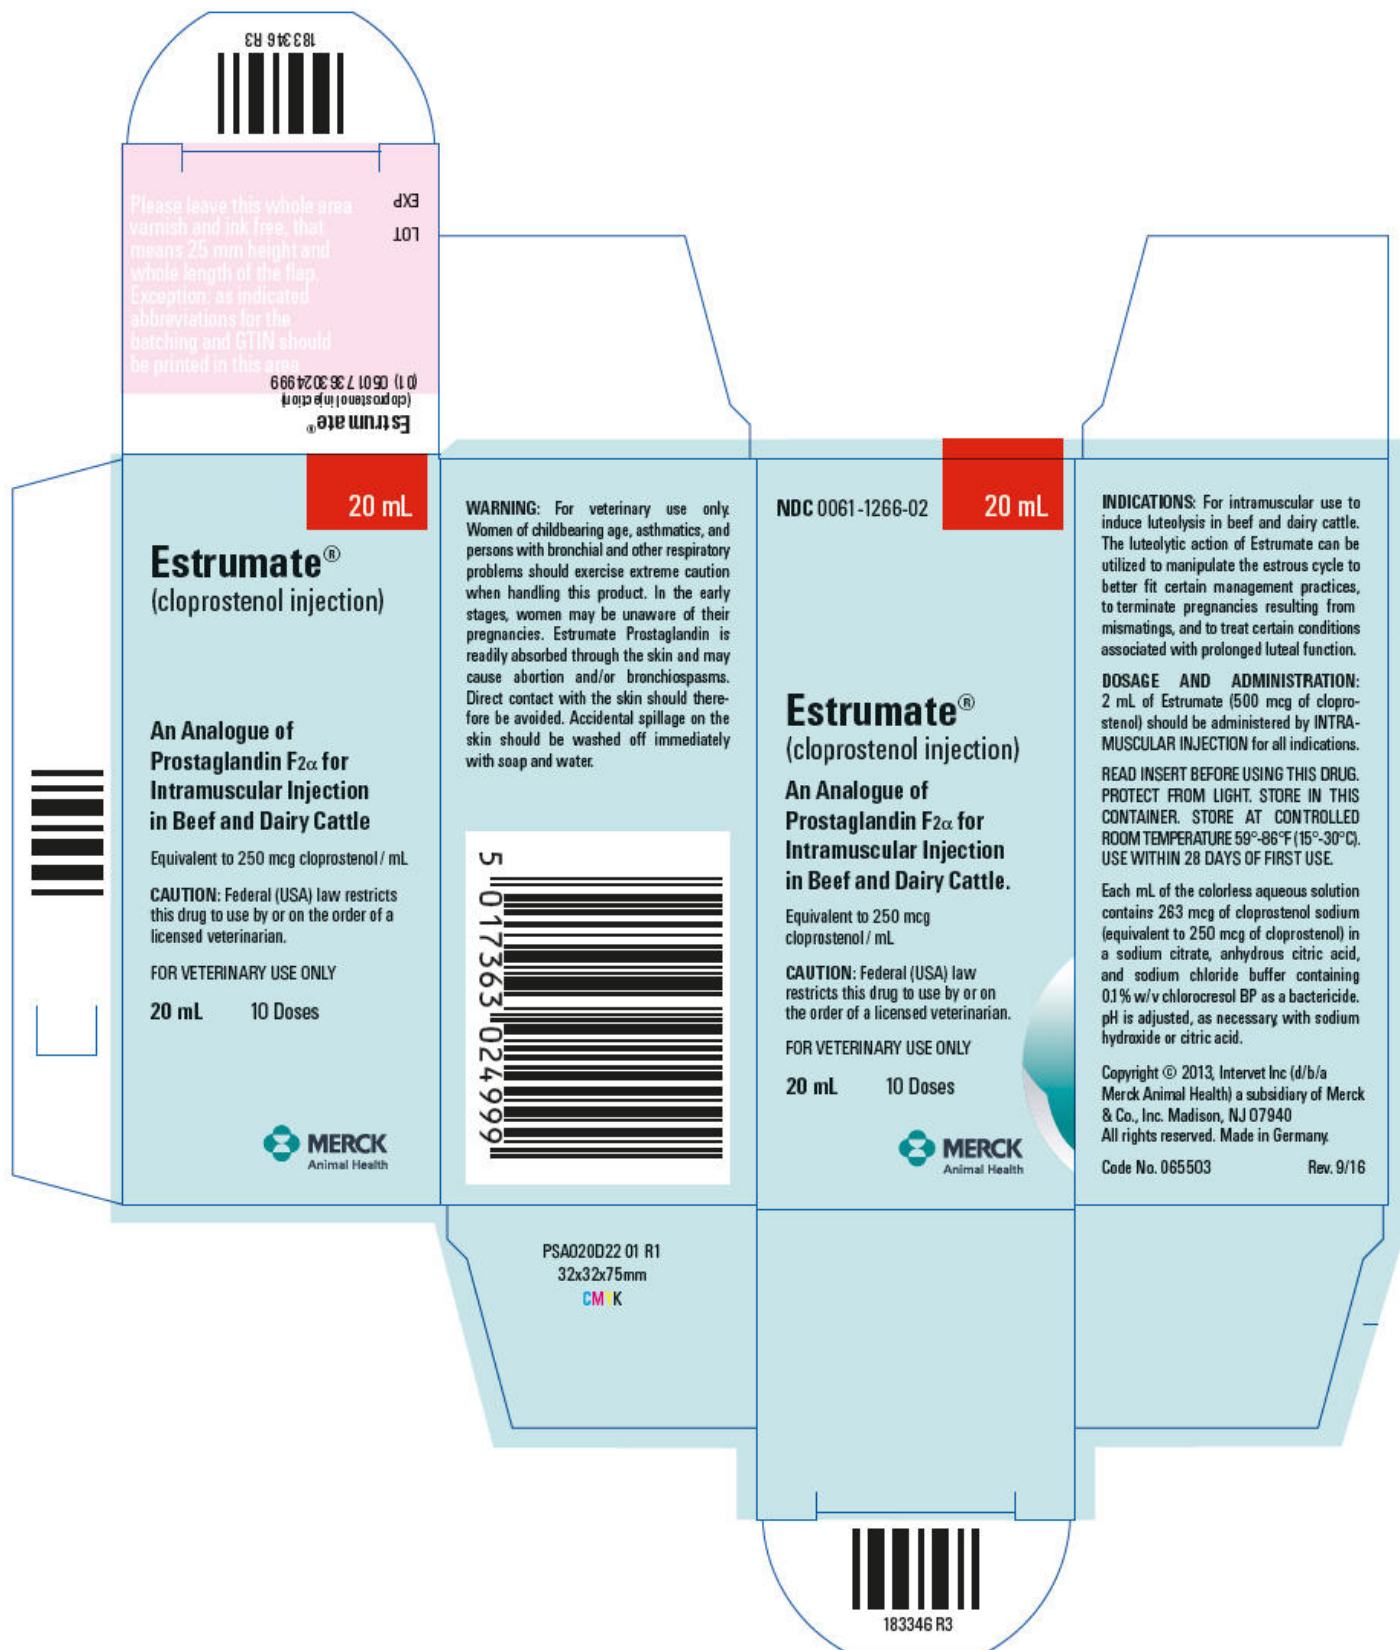 183346 R3
Please leave this whole area
varnish and ink free, that
means 25 mm height and
whole length of the flap.
Exception: as indicated
abbreviations for the
batching and GTIN should
be printed in this area
EXP
LOT
(01) 05017363024999
(cloprostenol injection)
Estrumate®
20 mL
Estrumate®
(cloprostenol injection)
An Analogue of
Prostaglandin F2α for
Intramuscular Injection
in Beef and Dairy Cattle
Equivalent to 250 mcg cloprostenol / mL
CAUTION: Federal (USA) law restricts
this drug to use by or on the order of a
licensed veterinarian.
FOR VETERINARY USE ONLY
20 mL 10 Doses
MERCK
Animal Health
WARNING: For veterinary use only.
Women of childbearing age, asthmatics, and
persons with bronchial and other respiratory
problems should exercise extreme caution
when handling this product. In the early
stages, women may be unaware of their
pregnancies. Estrumate Prostaglandin is
readily absorbed through the skin and may
cause abortion and/or bronchiospasms.
Direct contact with the skin should there-
fore be avoided. Accidental spillage on the
skin should be washed off immediately
with soap and water.
5 017363 024999
PSA020D22 01 R1
32x32x75mm
CMYK
NDC 0061-1266-02
20 mL
Estrumate®
(cloprostenol injection)
An Analogue of
Prostaglandin F2α for
Intramuscular Injection
in Beef and Dairy Cattle.
Equivalent to 250 mcg
cloprostenol / mL
CAUTION: Federal (USA) law
restricts this drug to use by or on
the order of a licensed veterinarian.
FOR VETERINARY USE ONLY
20 mL 10 Doses
MERCK
Animal Health
183346 R3
INDICATIONS: For intramuscular use to
induce luteolysis in beef and dairy cattle.
The luteolytic action of Estrumate can be
utilized to manipulate the estrous cycle to
better fit certain management practices,
to terminate pregnancies resulting from
mismatings, and to treat certain conditions
associated with prolonged luteal function.
DOSAGE AND ADMINISTRATION:
2 mL of Estrumate (500 mcg of clopro-
stenol) should be administered by INTRA-
MUSCULAR INJECTION for all indications.
READ INSERT BEFORE USING THIS DRUG.
PROTECT FROM LIGHT. STORE IN THIS
CONTAINER. STORE AT CONTROLLED
ROOM TEMPERATURE 59°-86°F (15°-30°C).
USE WITHIN 28 DAYS OF FIRST USE.
Each mL of the colorless aqueous solution
contains 263 mcg of cloprostenol sodium
(equivalent to 250 mcg of cloprostenol) in
a sodium citrate, anhydrous citric acid,
and sodium chloride buffer containing
0.1% w/v chlorocresol BP as a bactericide.
pH is adjusted, as necessary, with sodium
hydroxide or citric acid.
Copyright © 2013, Intervet Inc (d/b/a
Merck Animal Health) a subsidiary of Merck
& Co., Inc. Madison, NJ 07940
All rights reserved. Made in Germany.
Code No. 065503 Rev. 9/16